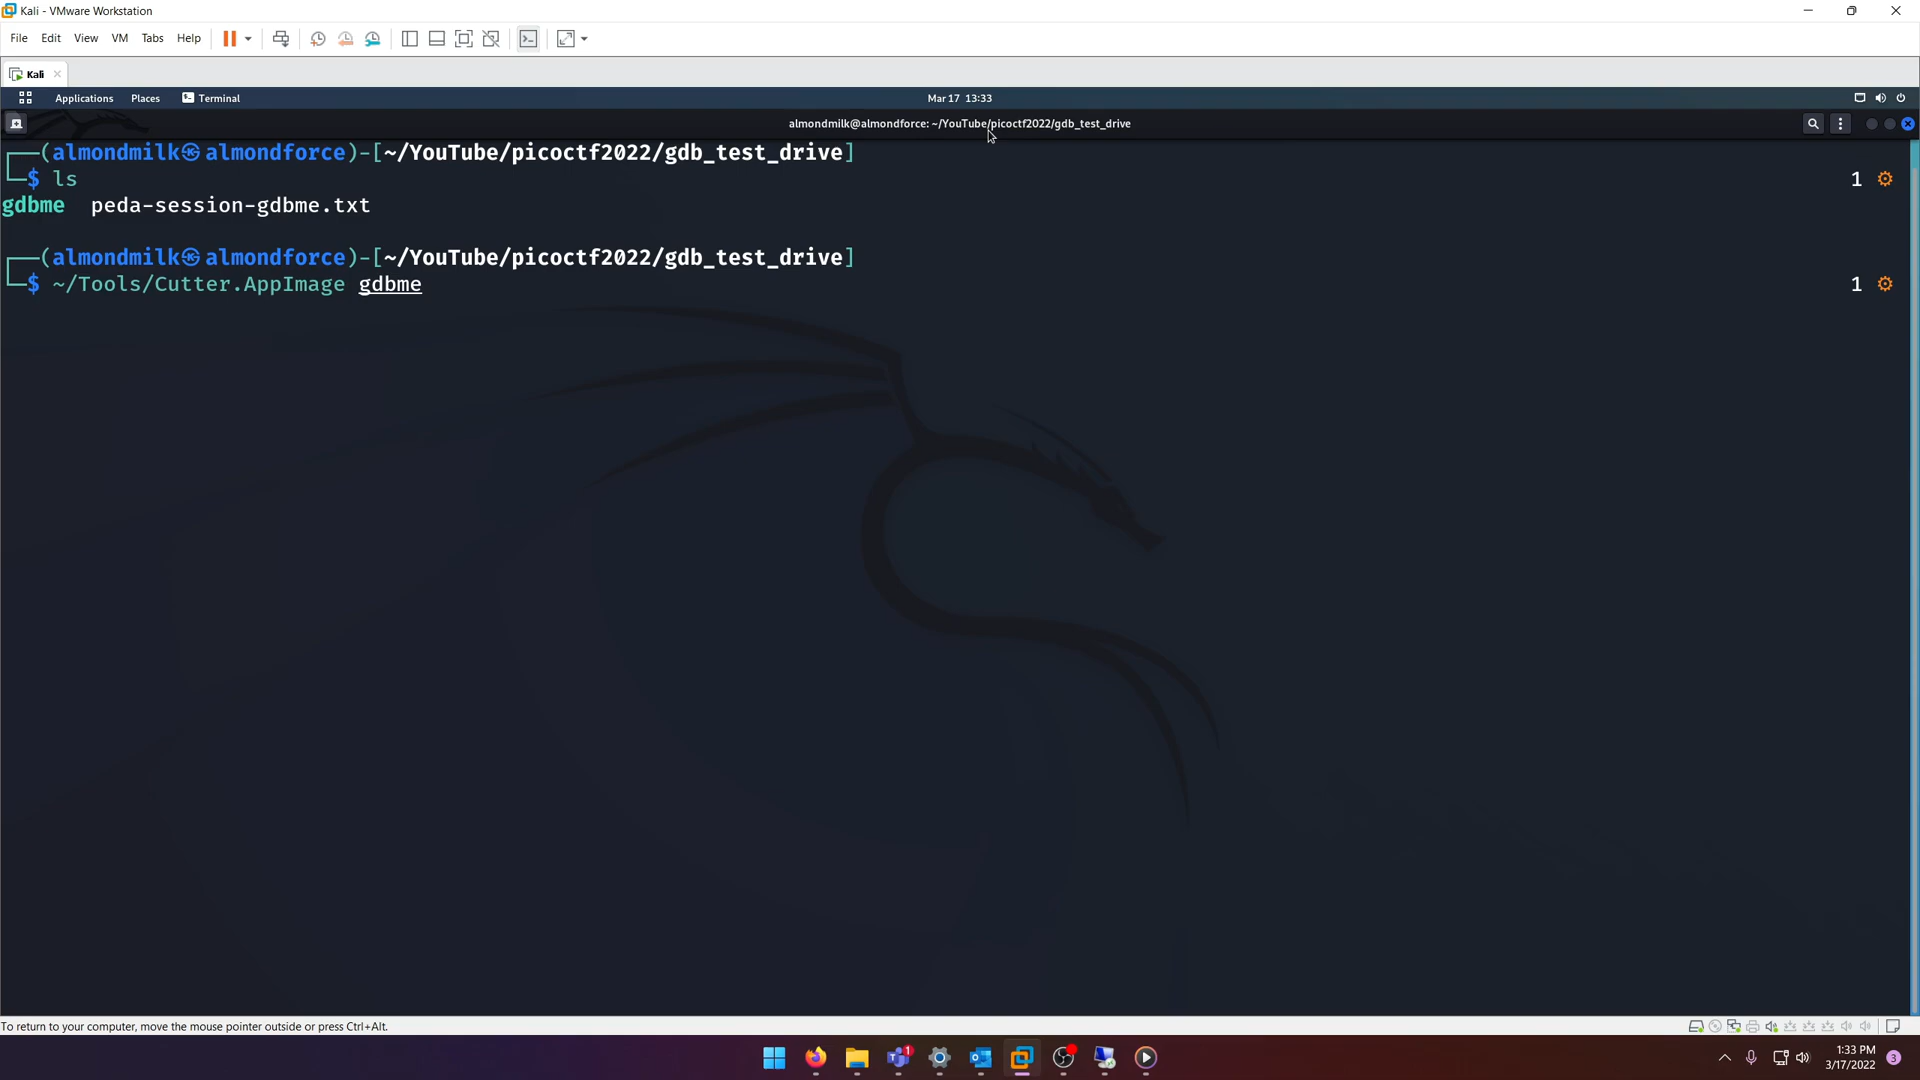 Kali - VMware Workstation
File Edit View VM Tabs Help
Kali
Applications Places Terminal Mar 17 13:33
almondmilk@almondforce: ~/YouTube/picoctf2022/gdb_test_drive
┌──(almondmilk㉿almondforce)-[~/YouTube/picoctf2022/gdb_test_drive]
└─$ ls 1 ⚙
gdbme peda-session-gdbme.txt
┌──(almondmilk㉿almondforce)-[~/YouTube/picoctf2022/gdb_test_drive]
└─$ ~/Tools/Cutter.AppImage gdbme 1 ⚙
To return to your computer, move the mouse pointer outside or press Ctrl+Alt.
1
1:33 PM
3/17/2022
3